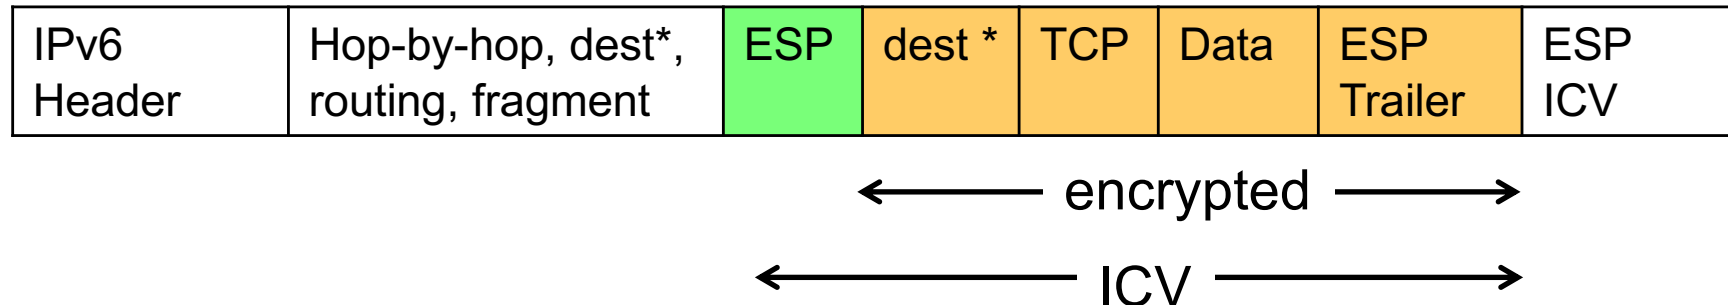 IPv6
Header
Hop-by-hop, dest*,
routing, fragment
ESP
dest *
TCP
Data
ESP
Trailer
ESP
ICV
encrypted
ICV